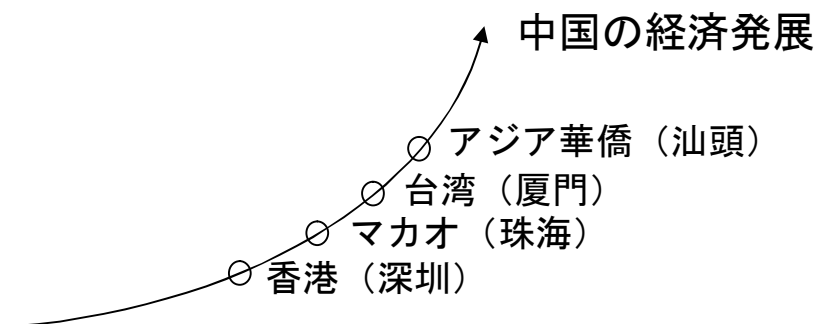 中国の経済発展
アジア華僑（汕頭）
台湾（厦門）
マカオ（珠海）
香港（深圳）